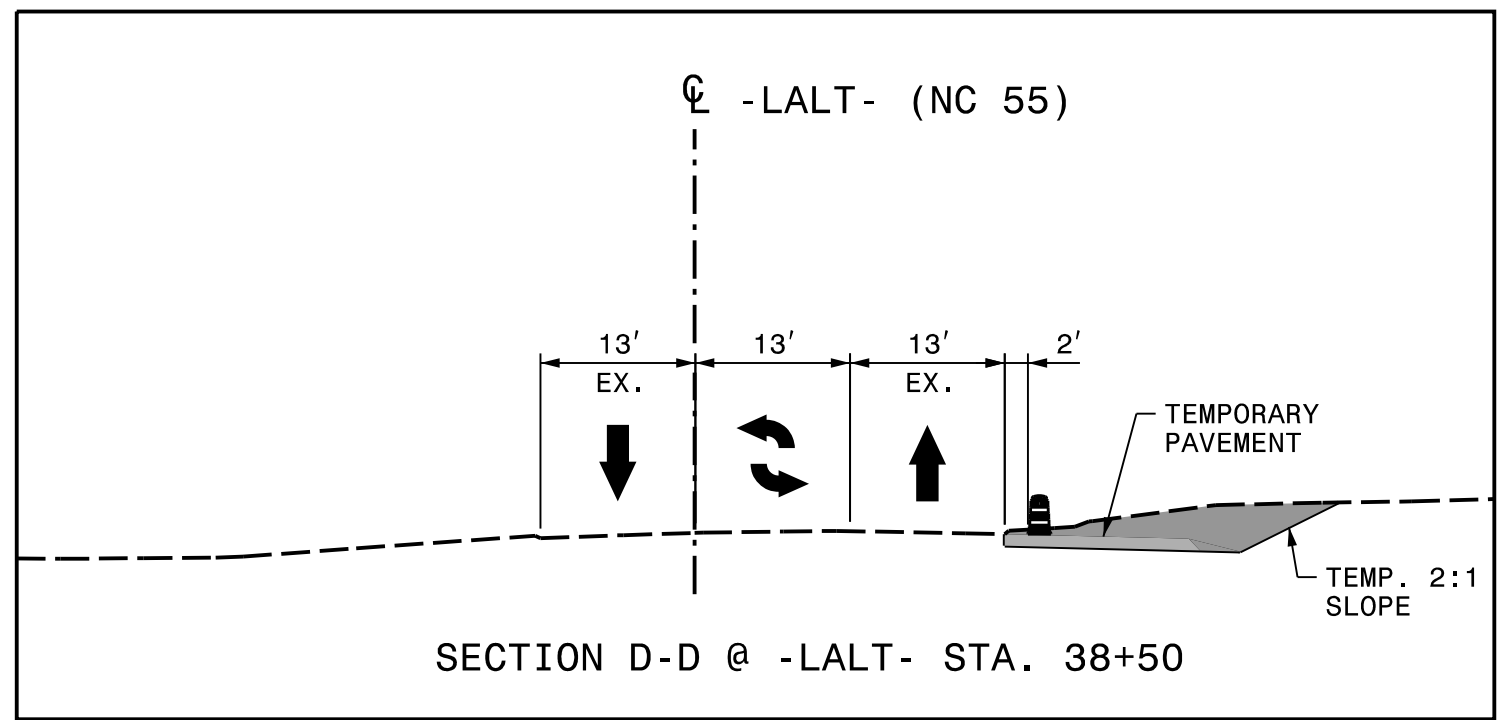 ℄ -LALT- (NC 55)
13' 13' 13' 2'
EX. EX.
TEMPORARY
PAVEMENT
TEMP. 2:1
SLOPE
SECTION D-D @ -LALT- STA. 38+50